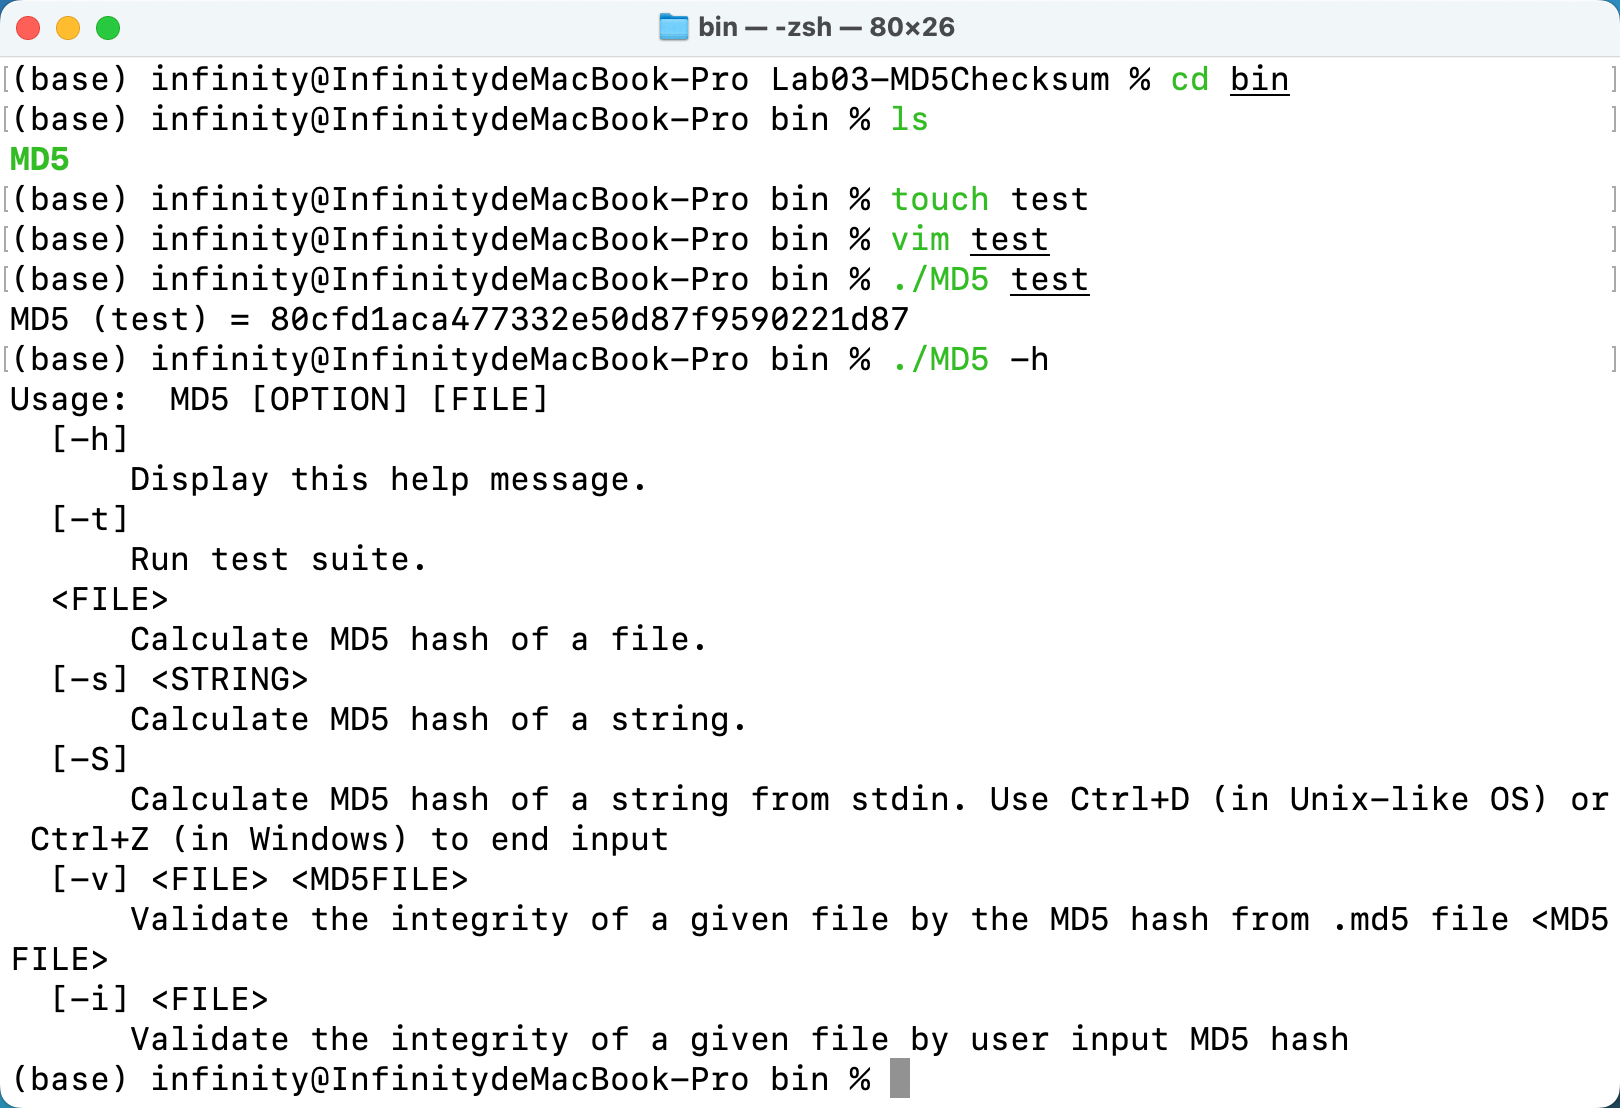 bin — -zsh — 80×26
(base) infinity@InfinitydeMacBook-Pro Lab03-MD5Checksum % cd bin
(base) infinity@InfinitydeMacBook-Pro bin % ls
MD5
(base) infinity@InfinitydeMacBook-Pro bin % touch test
(base) infinity@InfinitydeMacBook-Pro bin % vim test
(base) infinity@InfinitydeMacBook-Pro bin % ./MD5 test
MD5 (test) = 80cfd1aca477332e50d87f9590221d87
(base) infinity@InfinitydeMacBook-Pro bin % ./MD5 -h
Usage:  MD5 [OPTION] [FILE]
  [-h]
      Display this help message.
  [-t]
      Run test suite.
  <FILE>
      Calculate MD5 hash of a file.
  [-s] <STRING>
      Calculate MD5 hash of a string.
  [-S]
      Calculate MD5 hash of a string from stdin. Use Ctrl+D (in Unix-like OS) or
 Ctrl+Z (in Windows) to end input
  [-v] <FILE> <MD5FILE>
      Validate the integrity of a given file by the MD5 hash from .md5 file <MD5
FILE>
  [-i] <FILE>
      Validate the integrity of a given file by user input MD5 hash
(base) infinity@InfinitydeMacBook-Pro bin %